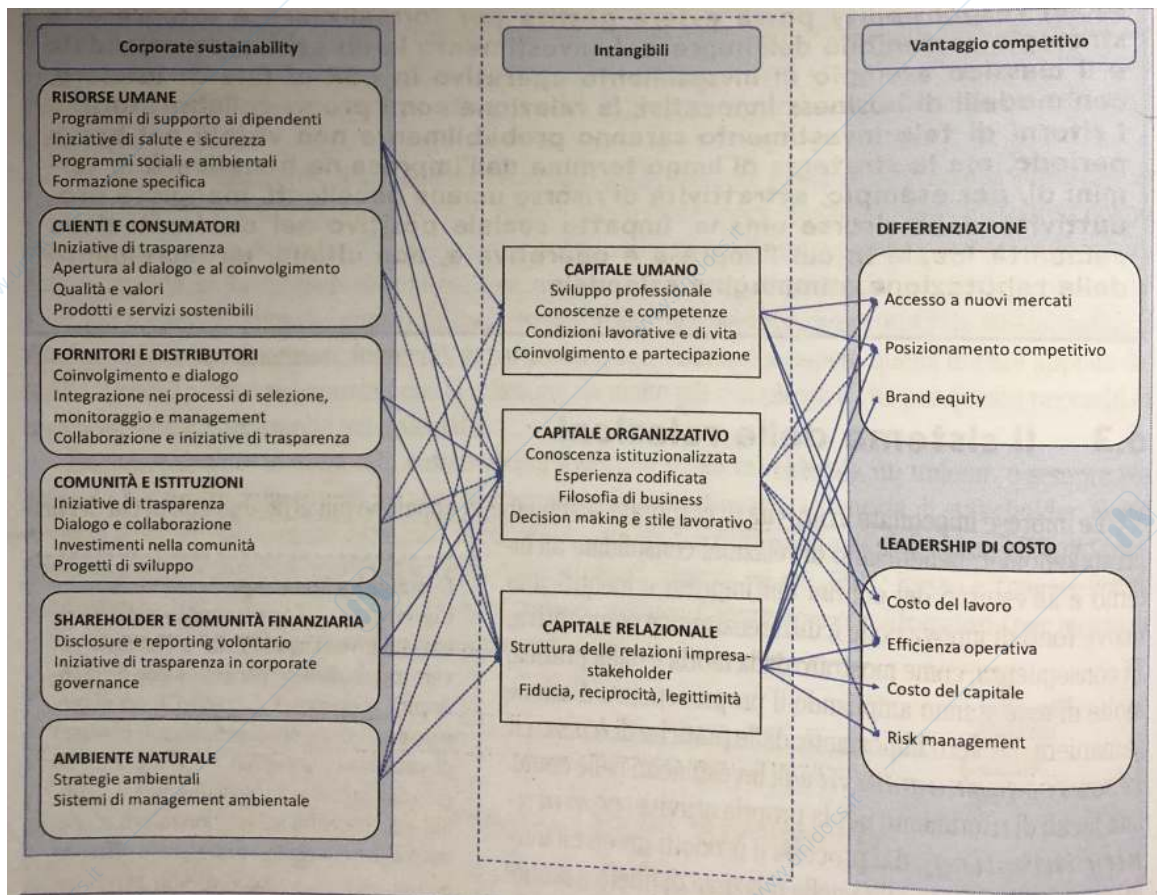 Corporate sustainability
RISORSE UMANE
Programmi di supporto ai dipendenti
Iniziative di salute e sicurezza
Programmi sociali e ambientali
Formazione specifica
CLIENTI E CONSUMATORI
Iniziative di trasparenza
Apertura al dialogo e al coinvolgimento
Qualità e valori
Prodotti e servizi sostenibili
FORNITORI E DISTRIBUTORI
Coinvolgimento e dialogo
Integrazione nei processi di selezione,
monitoraggio e management
Collaborazione e iniziative di trasparenza
COMUNITÀ E ISTITUZIONI
Iniziative di trasparenza
Dialogo e collaborazione
Investimenti nella comunità
Progetti di sviluppo
SHAREHOLDER E COMUNITÀ FINANZIARIA
Disclosure e reporting volontario
Iniziative di trasparenza in corporate
governance
AMBIENTE NATURALE
Strategie ambientali
Sistemi di management ambientale
Intangibili
CAPITALE UMANO
Sviluppo professionale
Conoscenze e competenze
Condizioni lavorative e di vita
Coinvolgimento e partecipazione
CAPITALE ORGANIZZATIVO
Conoscenza istituzionalizzata
Esperienza codificata
Filosofia di business
Decision making e stile lavorativo
CAPITALE RELAZIONALE
Struttura delle relazioni impresa-
stakeholder
Fiducia, reciprocità, legittimità
Vantaggio competitivo
DIFFERENZIAZIONE
Accesso a nuovi mercati
Posizionamento competitivo
Brand equity
LEADERSHIP DI COSTO
Costo del lavoro
Efficienza operativa
Costo del capitale
Risk management